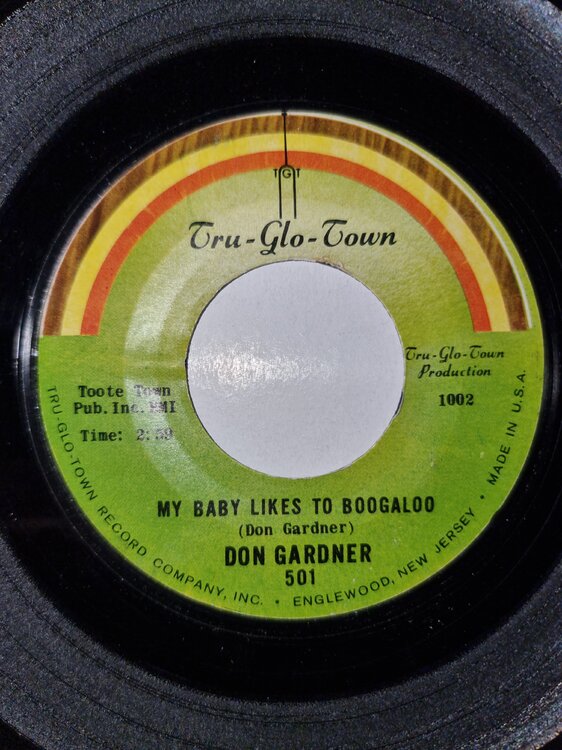 TGT
Tru-Glo-Town
Tru-Glo-Town
Production
1002
Toote Town
Pub. Inc. BMI
Time: 2:59
MY BABY LIKES TO BOOGALOO
(Don Gardner)
DON GARDNER
501
TRU-GLO-TOWN RECORD COMPANY, INC. • ENGLEWOOD, NEW JERSEY • MADE IN U.S.A.